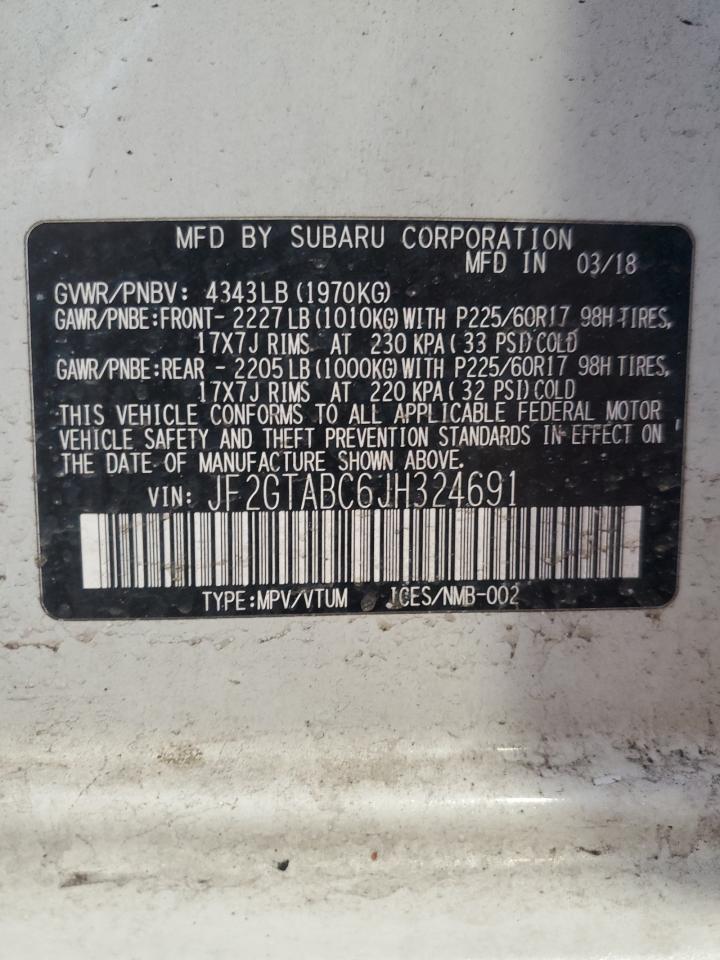 MFD BY SUBARU CORPORATION
MFD IN 03/18
GVWR/PNBV: 4343LB(1970KG)
GAWR/PNBE:FRONT- 2227LB(1010KG)WITH P225/60R17 98H TIRES,
17X7J RIMS AT 230 KPA(33 PSI)COLD
GAWR/PNBE:REAR - 2205LB(1000KG)WITH P225/60R17 98H TIRES,
17X7J RIMS AT 220 KPA(32 PSI)COLD
THIS VEHICLE CONFORMS TO ALL APPLICABLE FEDERAL MOTOR
VEHICLE SAFETY AND THEFT PREVENTION STANDARDS IN EFFECT ON
THE DATE OF MANUFACTURE SHOWN ABOVE.
VIN: JF2GTABC6JH324691
TYPE:MPV/VTUM ICES/NMB-002